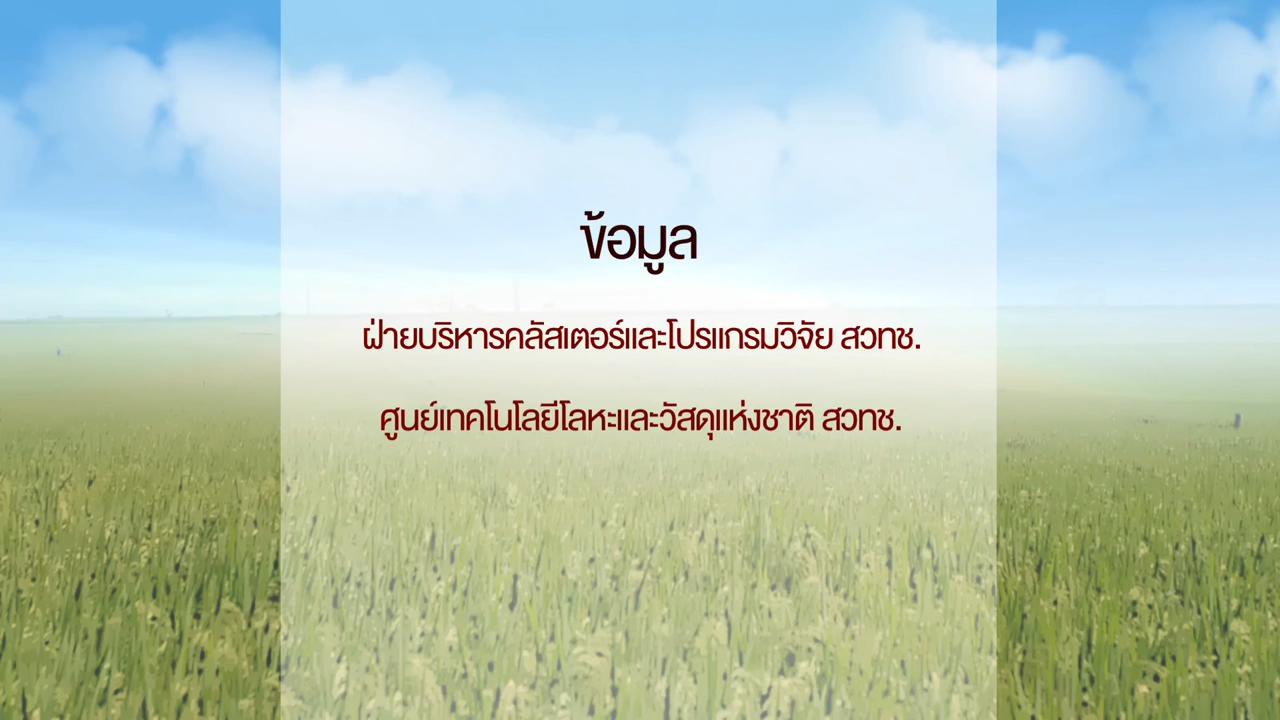 ข้อมูล
ฝ่ายบริหารคลัสเตอร์และโปรแกรมวิจัย สวทช.
ศูนย์เทคโนโลยีโลหะและวัสดุแห่งชาติ สวทช.